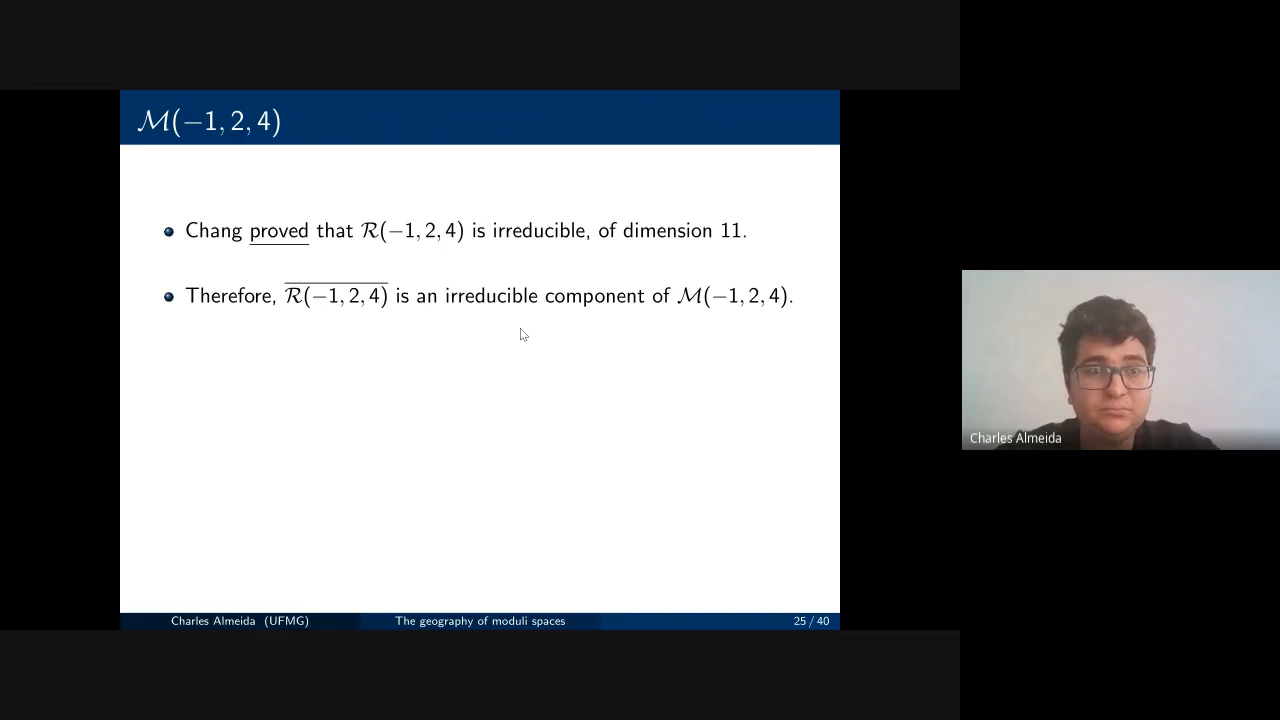 ℳ(−1, 2, 4)
Chang proved that ℛ(−1, 2, 4) is irreducible, of dimension 11.
Therefore, \overline{ℛ(−1, 2, 4)} is an irreducible component of ℳ(−1, 2, 4).
Charles Almeida
Charles Almeida (UFMG) The geography of moduli spaces 25 / 40